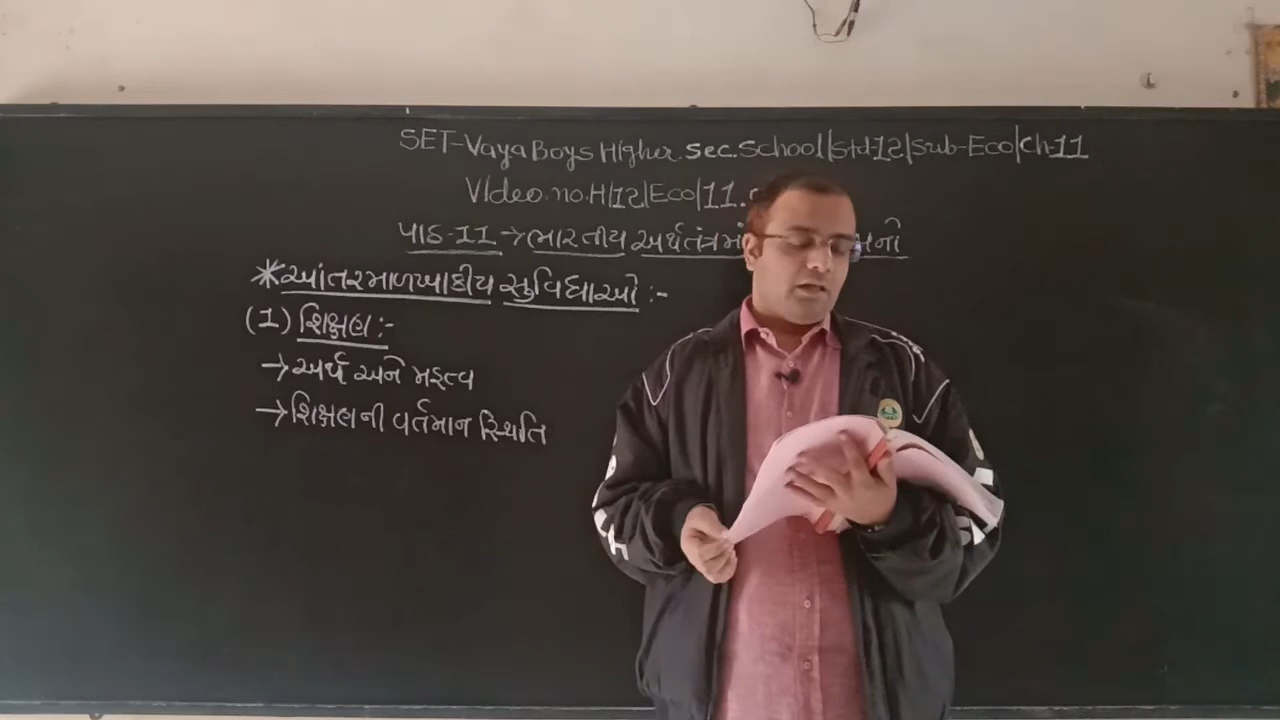 SET-Vaya Boys Higher.sec.School|Std-12|Sub-Eco|Ch-11
Video.no.H|12|Eco|11.
પાઠ-11 → ભારતીય અર્થતંત્રમાં
*આંતરમાળખાકીય સુવિધાઓ :-
(1) શિક્ષણ :-
→ અર્થ અને મહત્વ
→ શિક્ષણની વર્તમાન સ્થિતિ